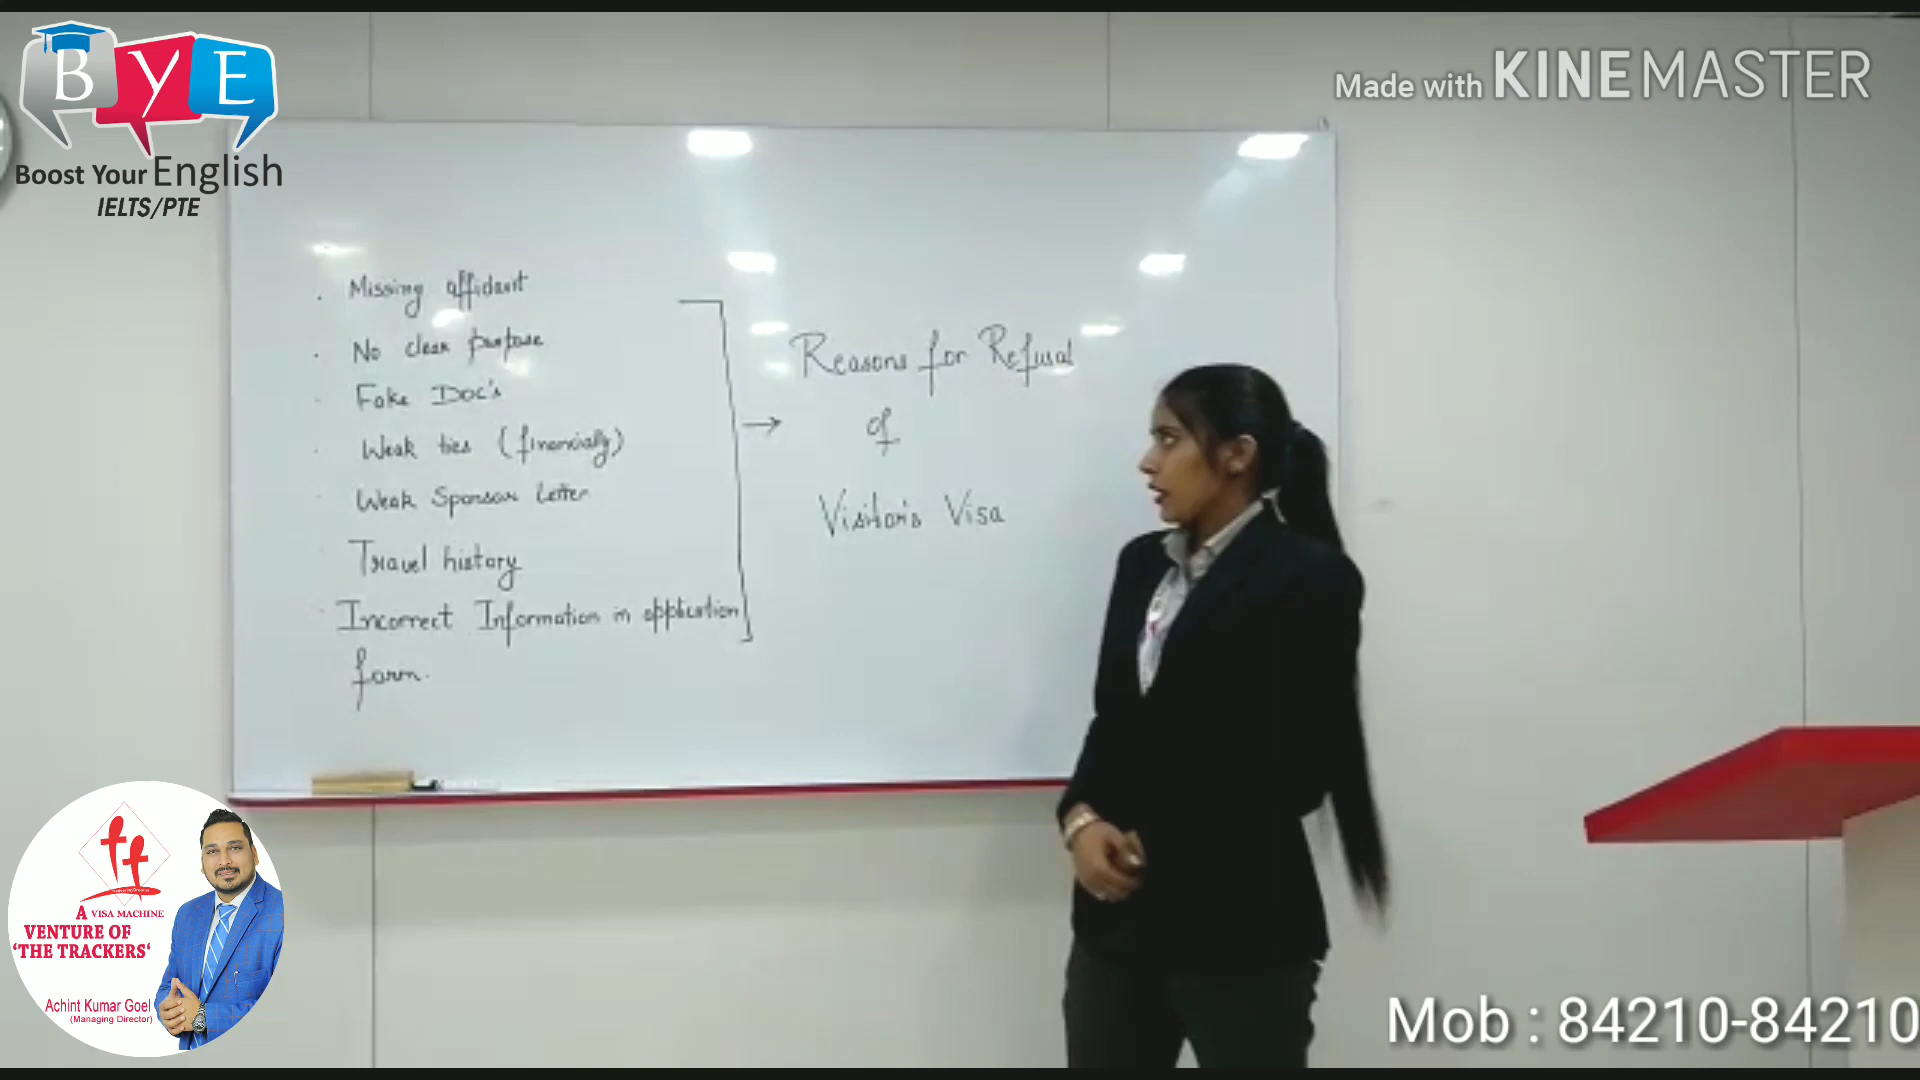 BYE
Boost Your English
IELTS/PTE
Made with KINEMASTER
. Missing affidavit
. No clear purpose
. Fake Doc's
. Weak ties (financially)
. Weak Sponsor Letter
. Travel history
. Incorrect Information in application
form.
→
Reasons for Refusal
of
Visitor's Visa
ff
A VISA MACHINE
VENTURE OF
'THE TRACKERS'
Achint Kumar Goel
(Managing Director)
Mob : 84210-84210